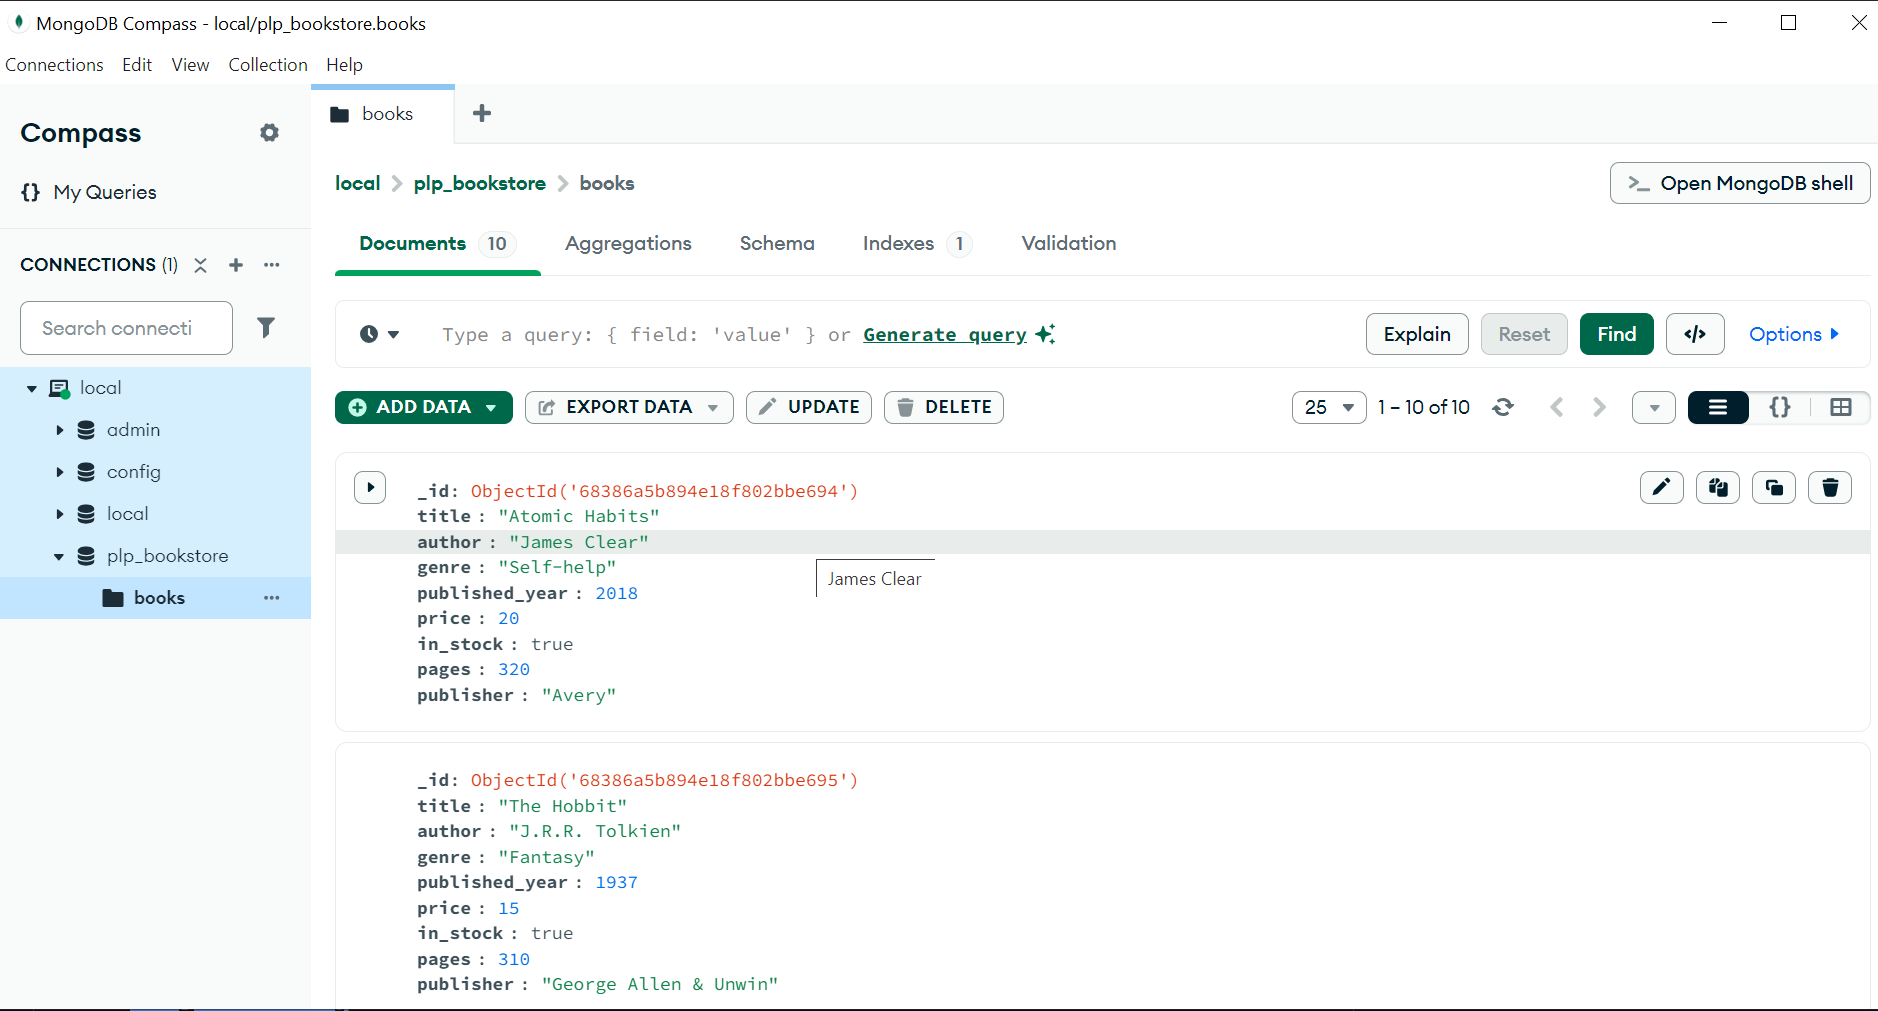 MongoDB Compass - local/plp_bookstore.books
Connections Edit View Collection Help
Compass
{} My Queries
CONNECTIONS (1)
Search connecti
local
admin
config
local
plp_bookstore
books
books
local > plp_bookstore > books
>_ Open MongoDB shell
Documents 10 Aggregations Schema Indexes 1 Validation
Type a query: { field: 'value' } or Generate query
Explain Reset Find </> Options
ADD DATA EXPORT DATA UPDATE DELETE
25 1 – 10 of 10 {}
_id: ObjectId('68386a5b894e18f802bbe694')
title : "Atomic Habits"
author : "James Clear"
genre : "Self-help"
James Clear
published_year : 2018
price : 20
in_stock : true
pages : 320
publisher : "Avery"
_id: ObjectId('68386a5b894e18f802bbe695')
title : "The Hobbit"
author : "J.R.R. Tolkien"
genre : "Fantasy"
published_year : 1937
price : 15
in_stock : true
pages : 310
publisher : "George Allen & Unwin"